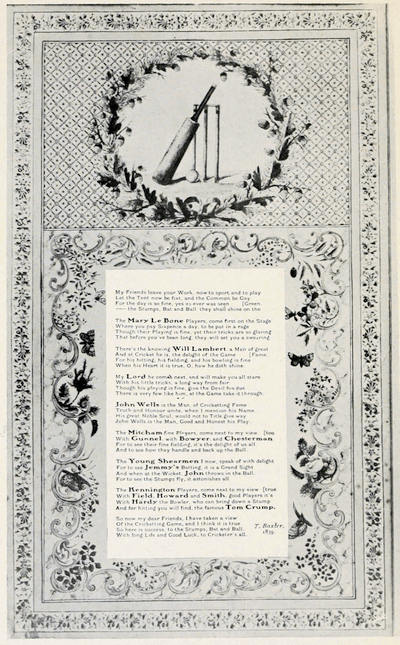 My Friends leave your Work, now to sport, and to play
Let the Tent now be fixt, and the Common be Gay
For the day is so fine, yes as ever was seen [Green.
— the Stumps, Bat and Ball, they shall shine on the
The Mary Le Bone Players, come first on the Stage
Where you pay Sixpence a day, to be put in a rage
Though their Playing is fine, yet their tricks are so glaring
That before you've been long, they will set you a swearing
There's the knowing Will Lambert, a Man of great
And at Cricket he is, the delight of the Game [Fame,
For his hitting, his fielding, and his bowling is fine
When his Heart it is true, O, how he doth shine.
My Lord he comes next, and will make you all stare
With his little tricks, a long way from fair
Though his playing is fine, give the Devil his due
There is very few like him, at the Game take it through
John Wells is the Man, of Cricketting Fame
Truth and Honour unite, when I mention his Name
His great Noble Soul, would not to Title give way
John Wells is the Man, Good and Honest his Play.
The Mitcham fine Players, come next to my view [too
With Gunnel, with Bowyer, and Chesterman
For to see their fine fielding, it's the delight of us all
And to see how they handle and back up the Ball.
The Young Shearmen I now, speak of with delight
For to see Jemmy's Batting, it is a Grand Sight
And when at the Wicket, John throws in the Ball
For to see the Stumps fly, it astonishes all
The Kennington Players, come next to my view [true
With Field, Howard and Smith, good Players it's
With Hardy the Bowler, who can bring down a Stump
And for hitting you will find, the famous Tom Crump.
So now my dear Friends, I have taken a view
Of the Cricketting Game, and I think it is true
So here is success, to the Stumps, Bat and Ball,
With long Life and Good Luck, to Cricketer's all.
T. Baxter,
1839.